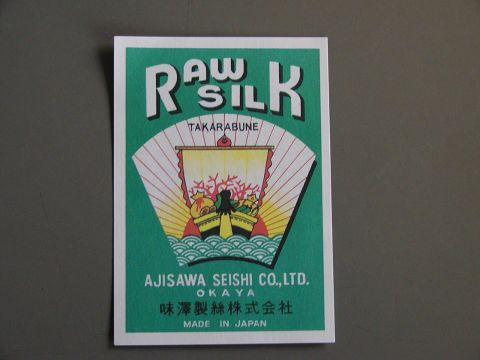 RAW SILK
TAKARABUNE
AJISAWA SEISHI CO.,LTD.
OKAYA
味澤製絲株式会社
MADE IN JAPAN